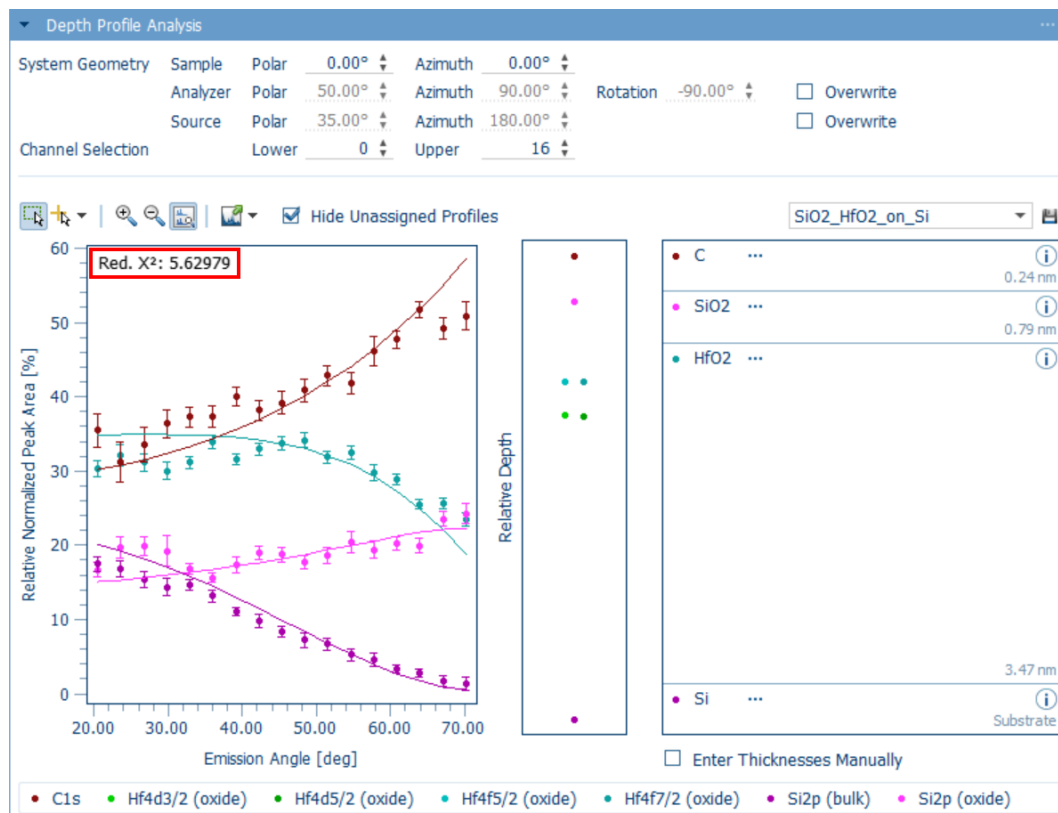 Depth Profile Analysis
System Geometry Sample Polar 0.00° Azimuth 0.00°
Analyzer Polar 50.00° Azimuth 90.00° Rotation -90.00° Overwrite
Source Polar 35.00° Azimuth 180.00° Overwrite
Channel Selection Lower 0 Upper 16
Hide Unassigned Profiles SiO2_HfO2_on_Si
Red. X²: 5.62979
60
50
40
30
20
10
0
Relative Normalized Peak Area [%]
20.00 30.00 40.00 50.00 60.00 70.00
Emission Angle [deg]
Relative Depth
C ...
0.24 nm
SiO2 ...
0.79 nm
HfO2 ...
3.47 nm
Si ...
Substrate
Enter Thicknesses Manually
C1s Hf4d3/2 (oxide) Hf4d5/2 (oxide) Hf4f5/2 (oxide) Hf4f7/2 (oxide) Si2p (bulk) Si2p (oxide)